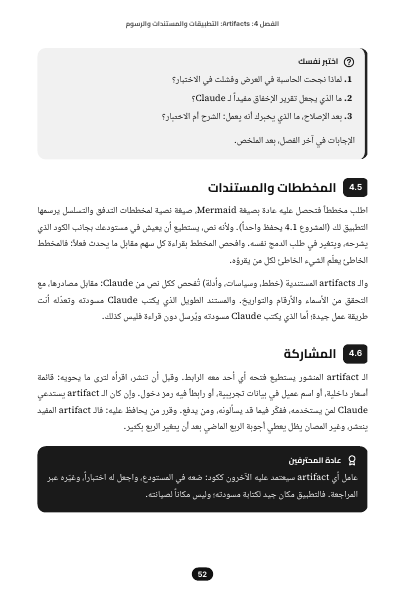 الفصل 4: Artifacts: التطبيقات والمستندات والرسوم
اختبر نفسك
1. لماذا نجحت الحاسبة في العرض وفشلت في الاختبار؟
2. ما الذي يجعل تقرير الإخفاق مفيداً لـ Claude؟
3. بعد الإصلاح، ما الذي يخبرك أنه يعمل: الشرح أم الاختبار؟
الإجابات في آخر الفصل، بعد الملخص.
4.5 المخططات والمستندات
اطلب مخططاً فتحصل عليه عادة بصيغة Mermaid، صيغة نصية لمخططات التدفق والتسلسل يرسمها
التطبيق لك (المشروع 4.1 يحفظ واحداً). ولأنه نص، يستطيع أن يعيش في مستودعك بجانب الكود الذي
يشرحه، ويتغير في طلب الدمج نفسه. وافحص المخطط بقراءة كل سهم مقابل ما يحدث فعلاً؛ فالمخطط
الخاطئ يعلّم الشيء الخاطئ لكل من يقرؤه.
والـ artifacts المستندية (خطط، وسياسات، وأدلة) تُفحص ككل نص من Claude: مقابل مصادرها، مع
التحقق من الأسماء والأرقام والتواريخ. والمستند الطويل الذي يكتب Claude مسودته وتعدّله أنت
طريقة عمل جيدة؛ أما الذي يكتب Claude مسودته ويُرسل دون قراءة فليس كذلك.
4.6 المشاركة
الـ artifact المنشور يستطيع فتحه أي أحد معه الرابط. وقبل أن تنشر، اقرأه لترى ما يحويه: قائمة
أسعار داخلية، أو اسم عميل في بيانات تجريبية، أو رابطاً فيه رمز دخول. وإن كان الـ artifact يستدعي
Claude لمن يستخدمه، ففكّر فيما قد يسألونه، ومن يدفع. وقرر من يحافظ عليه: فالـ artifact المفيد
ينتشر، وغير المصان يظل يعطي أجوبة الربع الماضي بعد أن يتغير الربع بكثير.
عادة المحترفين
عامل أي artifact سيعتمد عليه الآخرون ككود: ضعه في المستودع، واجعل له اختباراً، وغيّره عبر
المراجعة. فالتطبيق مكان جيد لكتابة مسودته؛ وليس مكاناً لصيانته.
52